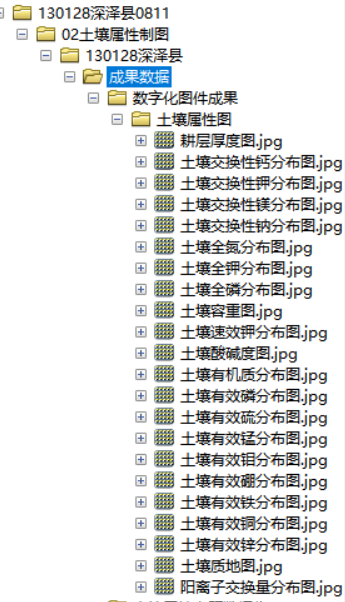 130128深泽县0811
02土壤属性制图
130128深泽县
成果数据
数字化图件成果
土壤属性图
耕层厚度图.jpg
土壤交换性钙分布图.jpg
土壤交换性钾分布图.jpg
土壤交换性镁分布图.jpg
土壤交换性钠分布图.jpg
土壤全氮分布图.jpg
土壤全钾分布图.jpg
土壤全磷分布图.jpg
土壤容重图.jpg
土壤速效钾分布图.jpg
土壤酸碱度图.jpg
土壤有机质分布图.jpg
土壤有效磷分布图.jpg
土壤有效硫分布图.jpg
土壤有效锰分布图.jpg
土壤有效钼分布图.jpg
土壤有效硼分布图.jpg
土壤有效铁分布图.jpg
土壤有效铜分布图.jpg
土壤有效锌分布图.jpg
土壤质地图.jpg
阳离子交换量分布图.jpg